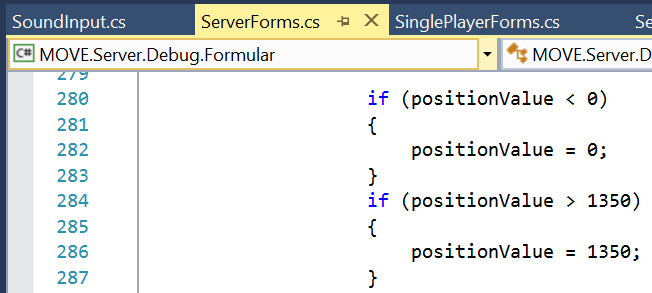 SoundInput.cs ServerForms.cs SinglePlayerForms.cs Se
C# MOVE.Server.Debug.Formular MOVE.Server.D
279
280 if (positionValue < 0)
281 {
282 positionValue = 0;
283 }
284 if (positionValue > 1350)
285 {
286 positionValue = 1350;
287 }